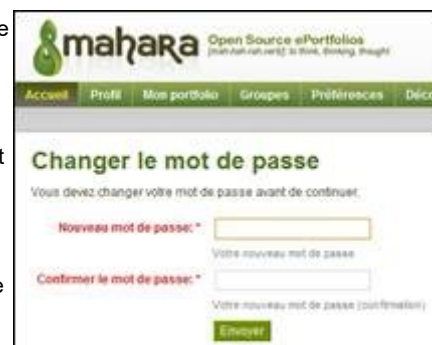 e
mahara Open Source ePortfolios
Accueil Profil Mon portfolio Groupes Préférences Déco
t
Changer le mot de passe
Vous devez changer votre mot de passe avant de continuer.
Nouveau mot de passe: *
Votre nouveau mot de passe
e
Confirmer le mot de passe: *
Votre nouveau mot de passe (confirmation)
Envoyer